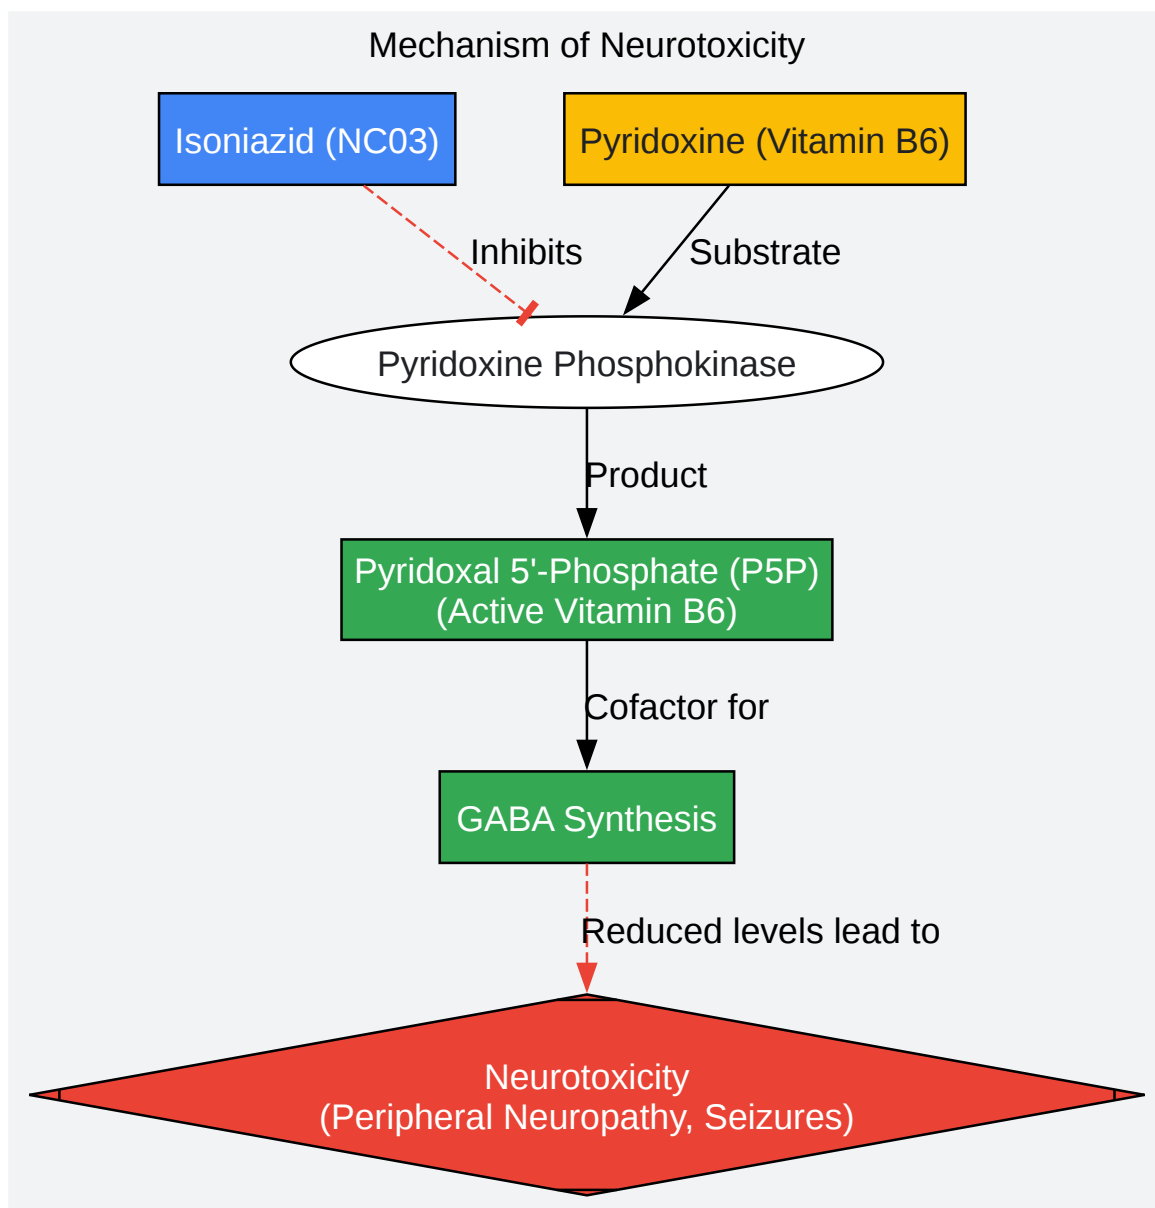 Mechanism of Neurotoxicity
Isoniazid (NC03)
Pyridoxine (Vitamin B6)
Inhibits
Substrate
Pyridoxine Phosphokinase
Product
Pyridoxal 5'-Phosphate (P5P)
(Active Vitamin B6)
Cofactor for
GABA Synthesis
Reduced levels lead to
Neurotoxicity
(Peripheral Neuropathy, Seizures)